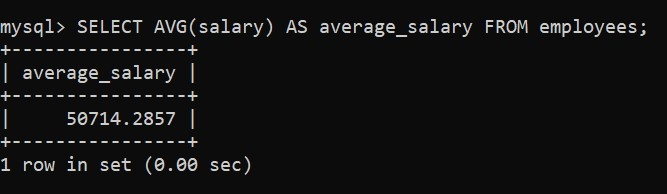 mysql> SELECT AVG(salary) AS average_salary FROM employees;
+----------------+
| average_salary |
+----------------+
|     50714.2857 |
+----------------+
1 row in set (0.00 sec)